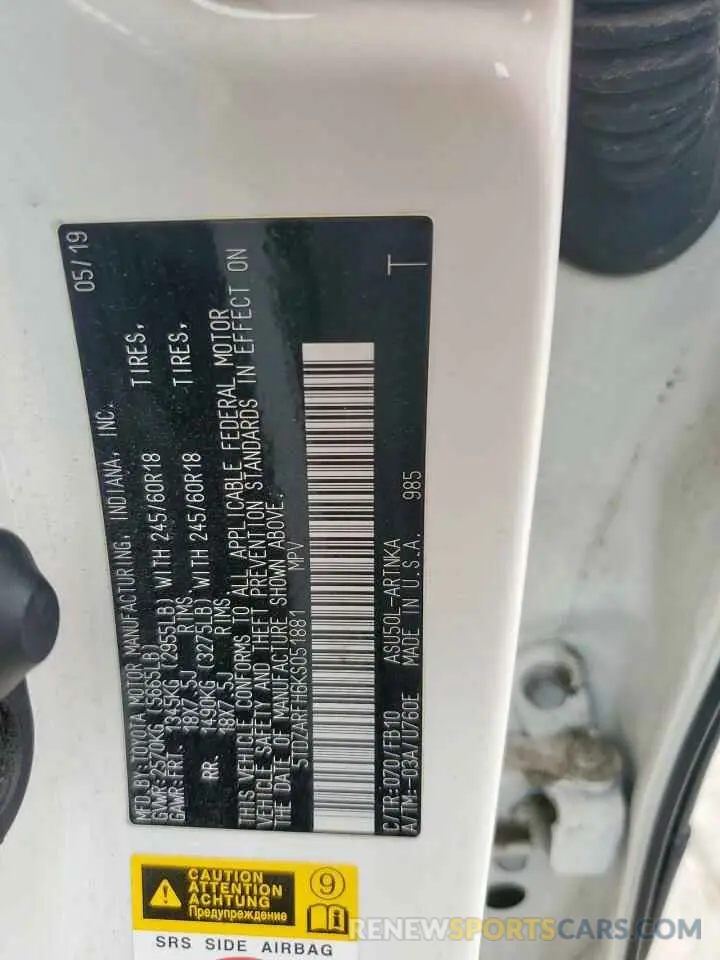 05/19
MFD.BY:TOYOTA MOTOR MANUFACTURING, INDIANA, INC.
GVWR:2570KG (5665LB)
GAWR:FRT. 1345KG (2955LB) WITH 245/60R18 TIRES,
18X7.5J RIMS.
RR. 1490KG (3275LB) WITH 245/60R18 TIRES,
18X7.5J RIMS.
THIS VEHICLE CONFORMS TO ALL APPLICABLE FEDERAL MOTOR
VEHICLE SAFETY AND THEFT PREVENTION STANDARDS IN EFFECT ON
THE DATE OF MANUFACTURE SHOWN ABOVE.
5TDZARFH6KS051881 MPV
C/TR:070/FB10 ASU50L-ARTNKA T
A/TM:-03A/U760E MADE IN U.S.A. 985
CAUTION
ATTENTION
ACHTUNG
Предупреждение
9
SRS SIDE AIRBAG
RENEWSPORTSCARS.COM